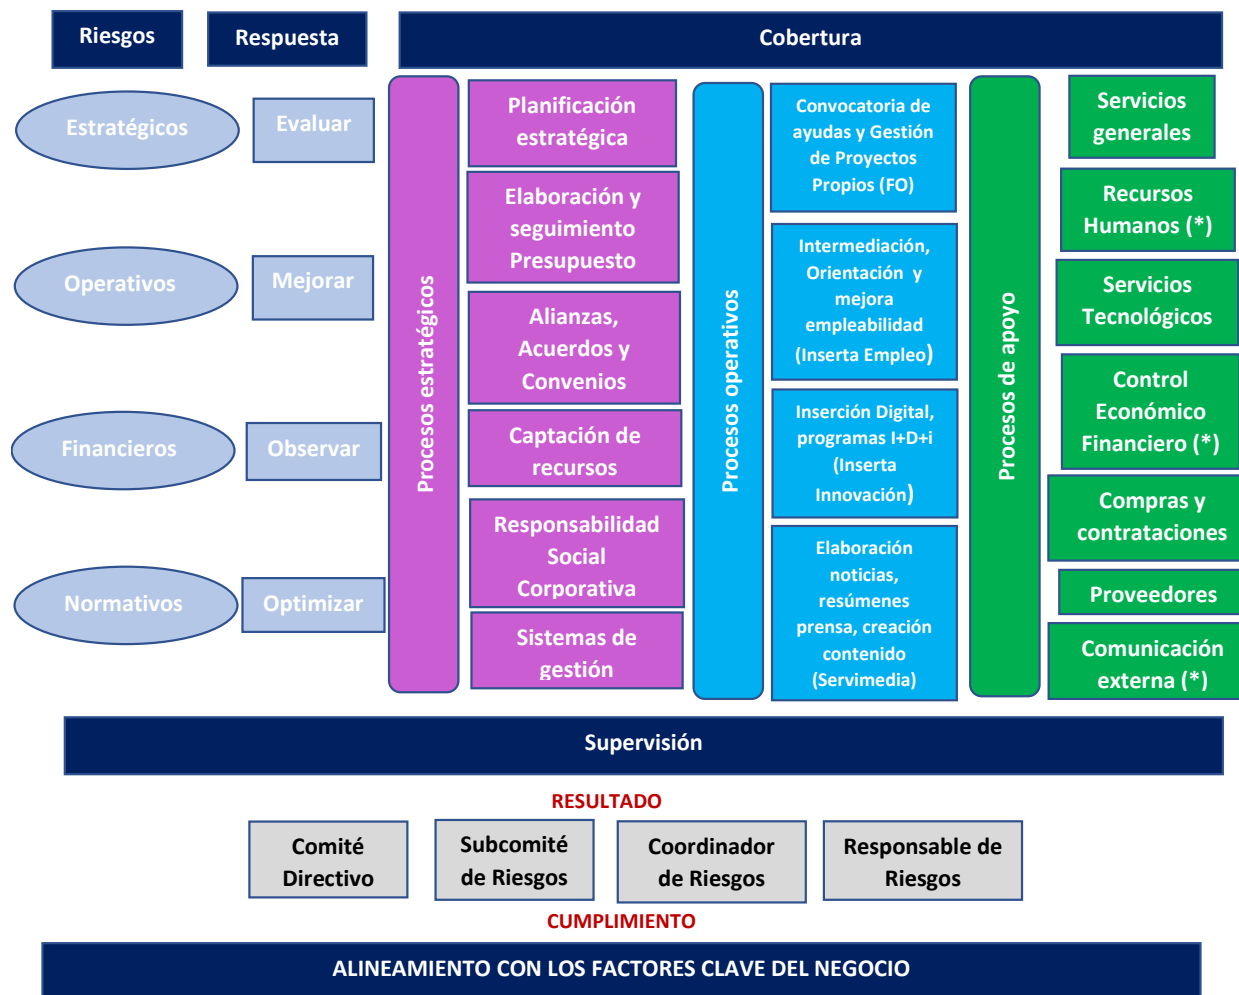 Riesgos
Respuesta
Cobertura
Estratégicos
Evaluar
Operativos
Mejorar
Financieros
Observar
Normativos
Optimizar
Procesos estratégicos
Planificación
estratégica
Elaboración y
seguimiento
Presupuesto
Alianzas,
Acuerdos y
Convenios
Captación de
recursos
Responsabilidad
Social
Corporativa
Sistemas de
gestión
Procesos operativos
Convocatoria de
ayudas y Gestión
de Proyectos
Propios (FO)
Intermediación,
Orientación y
mejora
empleabilidad
(Inserta Empleo)
Inserción Digital,
programas I+D+i
(Inserta
Innovación)
Elaboración
noticias,
resúmenes
prensa, creación
contenido
(Servimedia)
Procesos de apoyo
Servicios
generales
Recursos
Humanos (*)
Servicios
Tecnológicos
Control
Económico
Financiero (*)
Compras y
contrataciones
Proveedores
Comunicación
externa (*)
Supervisión
RESULTADO
Comité
Directivo
Subcomité
de Riesgos
Coordinador
de Riesgos
Responsable de
Riesgos
CUMPLIMIENTO
ALINEAMIENTO CON LOS FACTORES CLAVE DEL NEGOCIO